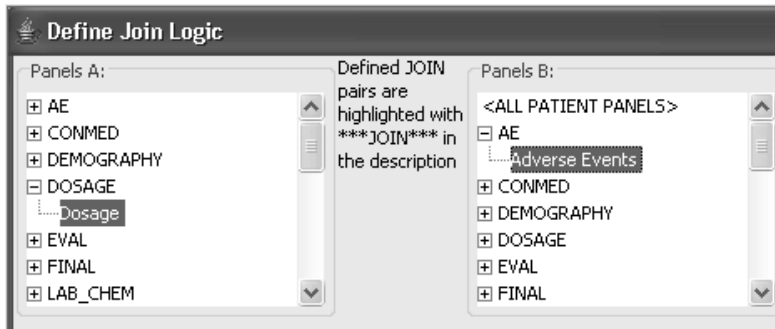 Define Join Logic
Panels A:
AE
CONMED
DEMOGRAPHY
DOSAGE
Dosage
EVAL
FINAL
LAB_CHEM
Defined JOIN
pairs are
highlighted with
***JOIN*** in
the description
Panels B:
<ALL PATIENT PANELS>
AE
Adverse Events
CONMED
DEMOGRAPHY
DOSAGE
EVAL
FINAL